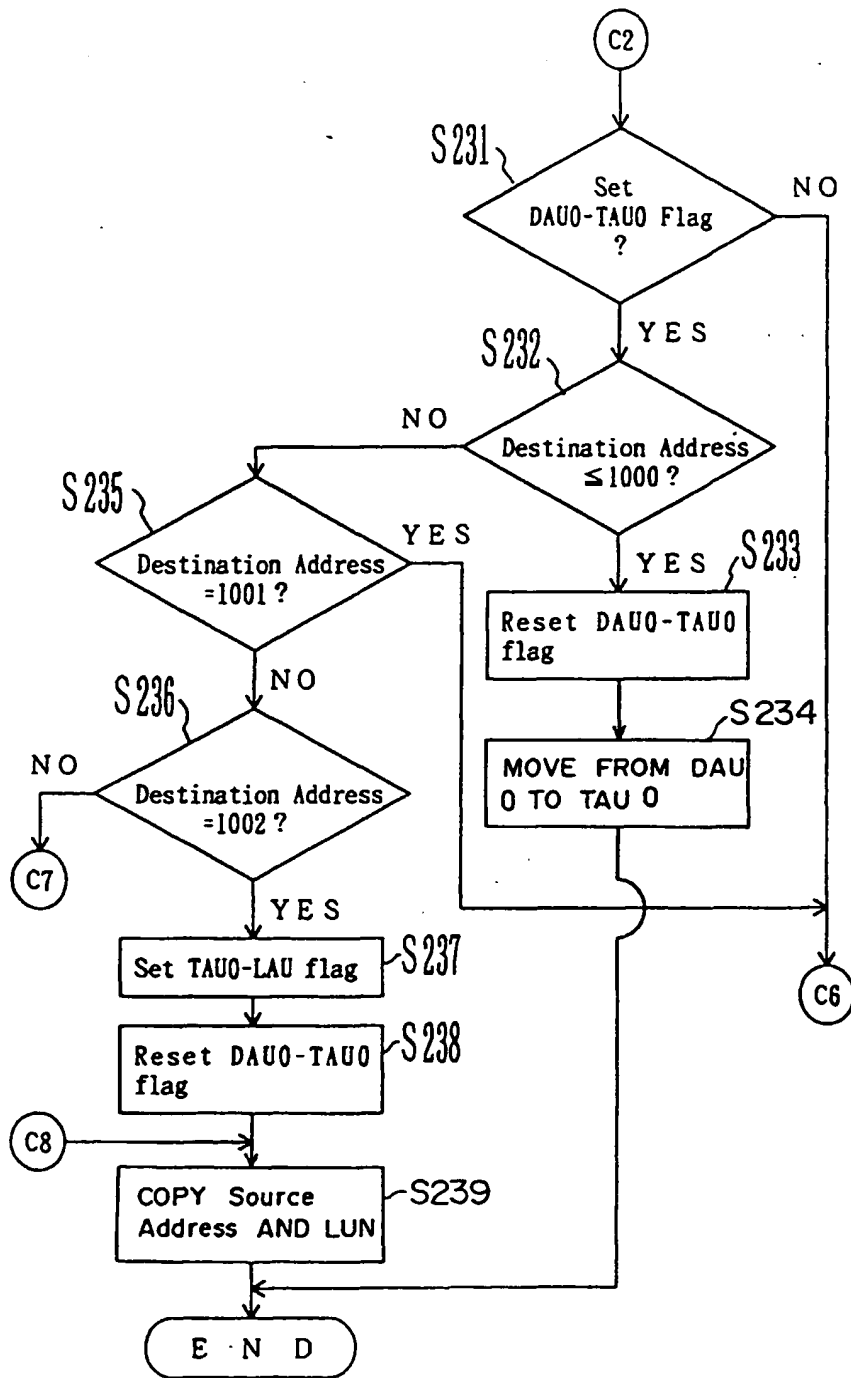 C2
S231
Set
DAU0-TAU0 Flag
?
NO
YES
S232
NO
Destination Address
≦1000?
S235
YES
YES
S233
Destination Address
=1001?
Reset DAU0-TAU0
flag
NO
S236
S234
NO
MOVE FROM DAU
0 TO TAU 0
Destination Address
=1002?
C7
YES
Set TAU0-LAU flag
S237
C6
Reset DAU0-TAU0
flag
S238
C8
COPY Source
Address AND LUN
S239
E N D